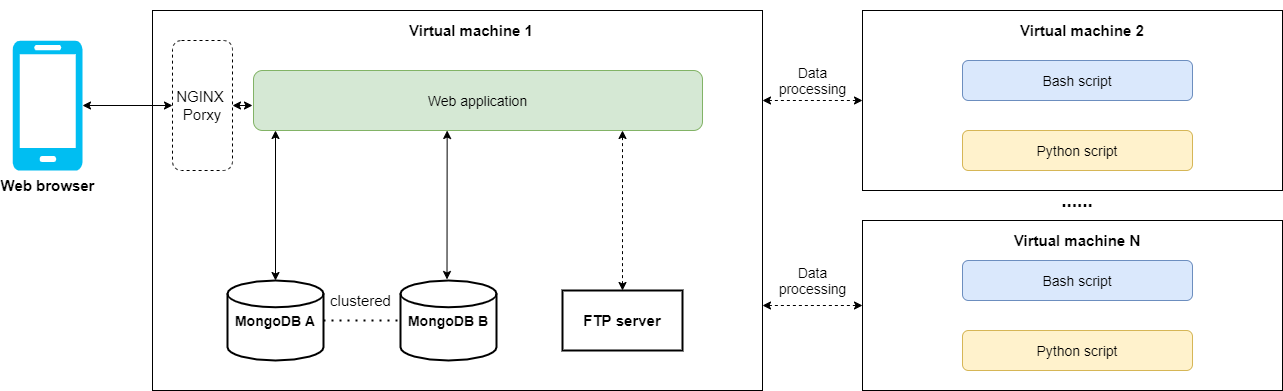 Web browser
Virtual machine 1
NGINX
Porxy
Web application
clustered
MongoDB A
MongoDB B
FTP server
Data
processing
Virtual machine 2
Bash script
Python script
......
Data
processing
Virtual machine N
Bash script
Python script